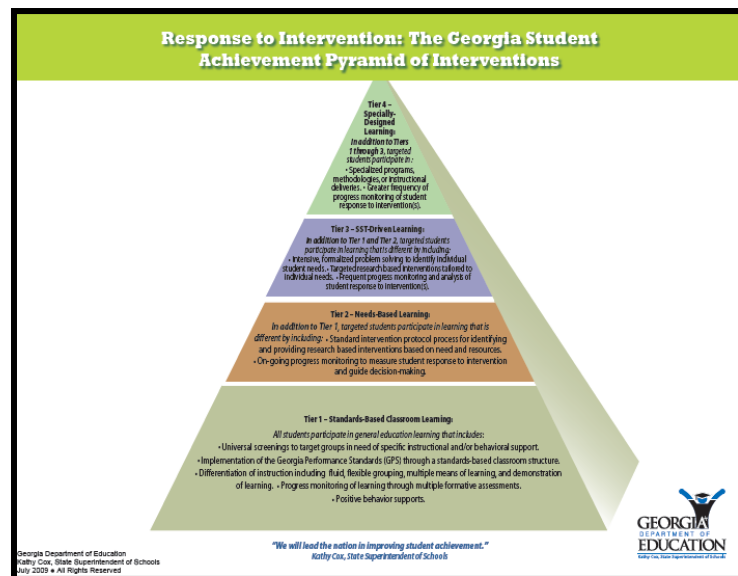 Response to Intervention: The Georgia Student
Achievement Pyramid of Interventions
Tier 4 –
Specially-
Designed
Learning:
In addition to Tiers
1 through 3, targeted
students participate in :
• Specialized programs,
methodologies, or instructional
deliveries. • Greater frequency of
progress monitoring of student
response to intervention(s).
Tier 3 – SST-Driven Learning:
In addition to Tier 1 and Tier 2, targeted students
participate in learning that is different by including:
• Intensive, formalized problem solving to identify individual
student needs. • Targeted research based interventions tailored to
individual needs. • Frequent progress monitoring and analysis of
student response to intervention(s).
Tier 2 – Needs-Based Learning:
In addition to Tier 1, targeted students participate in learning that is
different by including: • Standard intervention protocol process for identifying
and providing research based interventions based on need and resources.
• On-going progress monitoring to measure student response to intervention
and guide decision-making.
Tier 1 – Standards-Based Classroom Learning:
All students participate in general education learning that includes:
• Universal screenings to target groups in need of specific instructional and/or behavioral support.
• Implementation of the Georgia Performance Standards (GPS) through a standards-based classroom structure.
• Differentiation of instruction including fluid, flexible grouping, multiple means of learning, and demonstration
of learning. • Progress monitoring of learning through multiple formative assessments.
• Positive behavior supports.
"We will lead the nation in improving student achievement."
Kathy Cox, State Superintendent of Schools
Georgia Department of Education
Kathy Cox, State Superintendent of Schools
July 2009 • All Rights Reserved
GEORGIA
DEPARTMENT OF
EDUCATION
Kathy Cox, State Superintendent of Schools